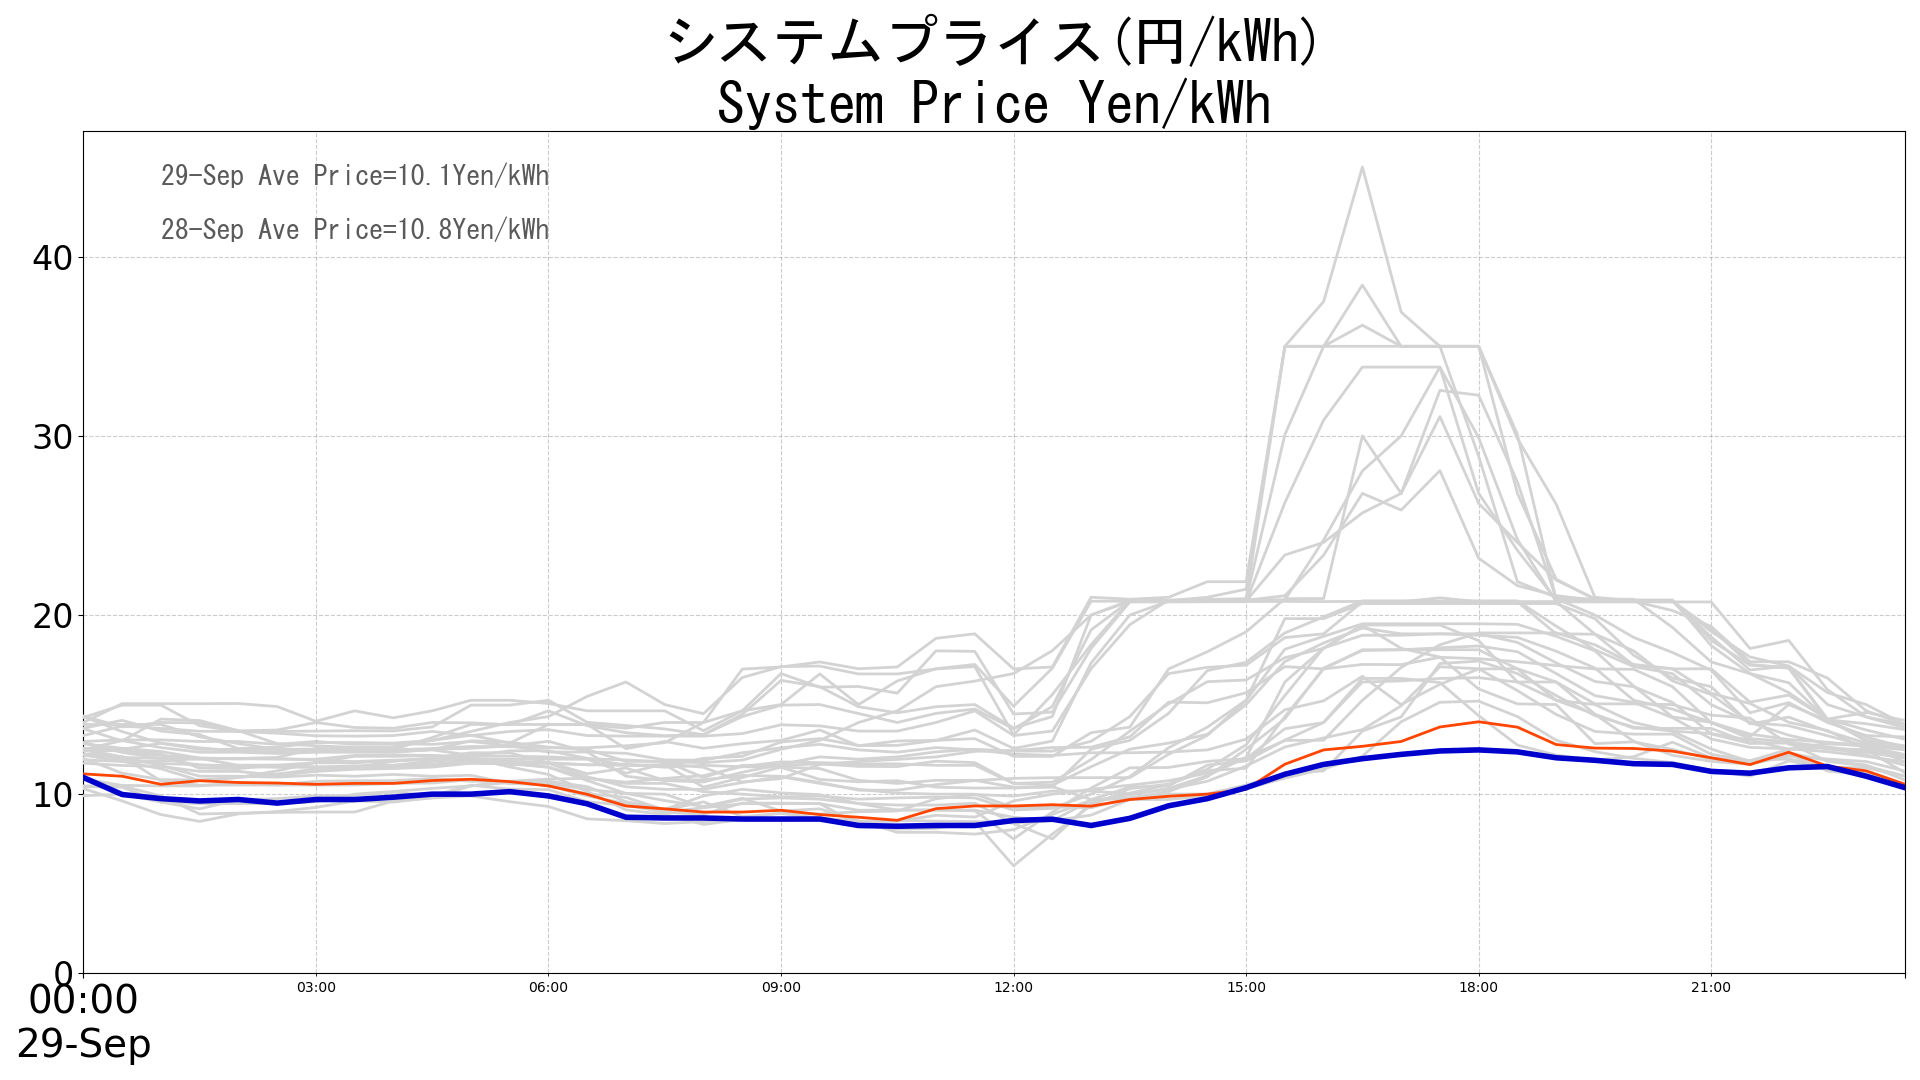 システムプライス(円/kWh)
System Price Yen/kWh
29-Sep Ave Price=10.1Yen/kWh
28-Sep Ave Price=10.8Yen/kWh
40
30
20
10
0
00:00
03:00
06:00
09:00
12:00
15:00
18:00
21:00
29-Sep